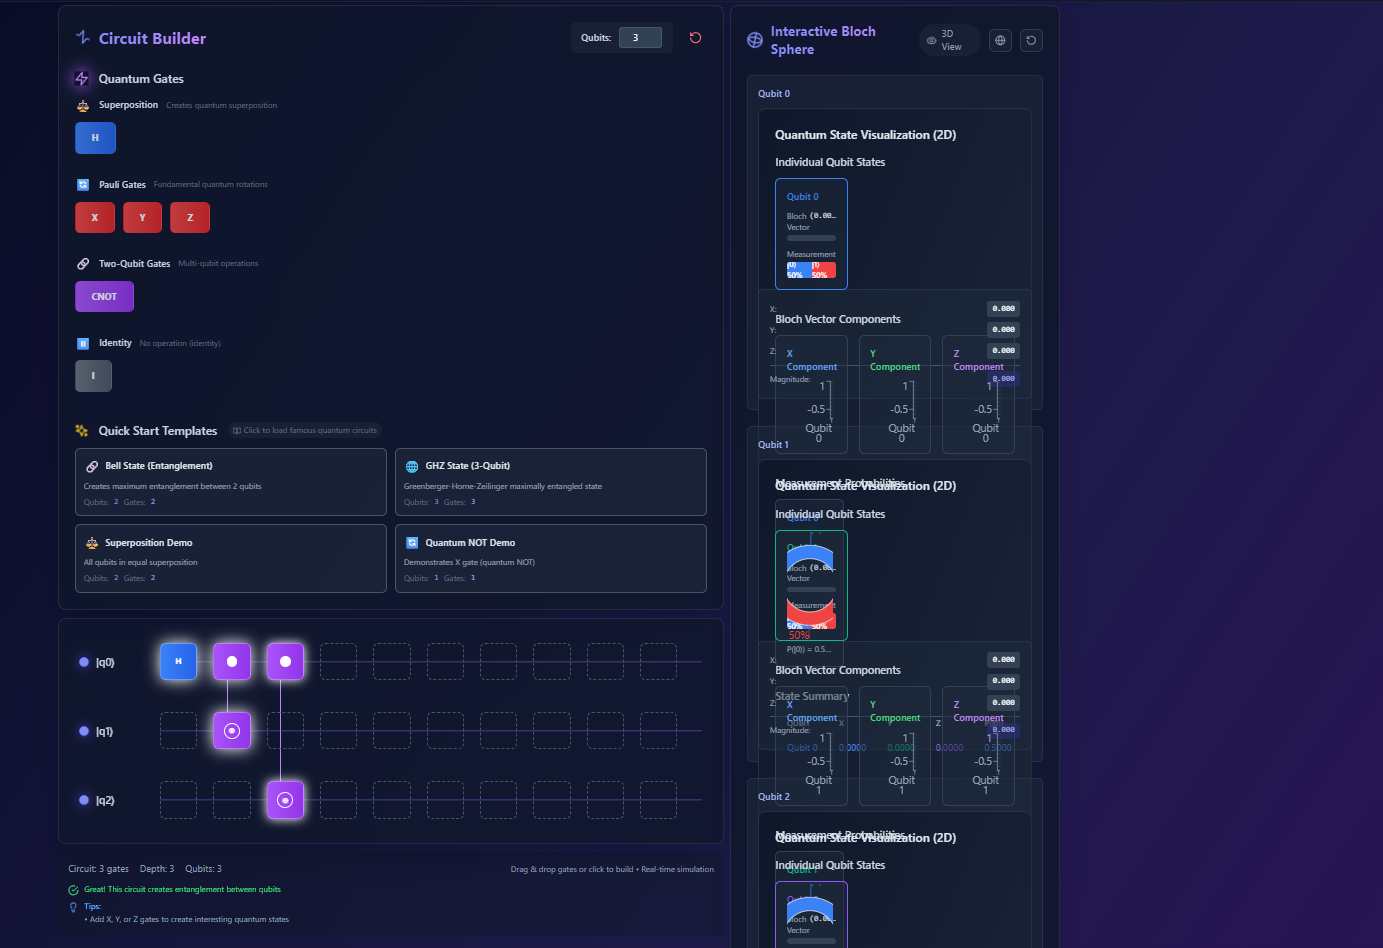 Circuit Builder
Qubits: 3
Quantum Gates
Superposition Creates quantum superposition
H
Pauli Gates Fundamental quantum rotations
X Y Z
Two-Qubit Gates Multi-qubit operations
CNOT
Identity No operation (identity)
I
Quick Start Templates Click to load famous quantum circuits
Bell State (Entanglement)
Creates maximum entanglement between 2 qubits
Qubits: 2 Gates: 2
GHZ State (3-Qubit)
Greenberger-Horne-Zeilinger maximally entangled state
Qubits: 3 Gates: 3
Superposition Demo
All qubits in equal superposition
Qubits: 2 Gates: 2
Quantum NOT Demo
Demonstrates X gate (quantum NOT)
Qubits: 1 Gates: 1
|q0⟩ H
|q1⟩
|q2⟩
Circuit: 3 gates Depth: 3 Qubits: 3
Drag & drop gates or click to build • Real-time simulation
Great! This circuit creates entanglement between qubits
Tips:
• Add X, Y, or Z gates to create interesting quantum states
Interactive Bloch
Sphere
3D
View
Qubit 0
Quantum State Visualization (2D)
Individual Qubit States
Qubit 0
Bloch (0.00…
Vector
Measurement
|0⟩ |1⟩
50% 50%
X: 0.000
Bloch Vector Components
Y: 0.000
Z: 0.000
X Y Z
Component Component Component
Magnitude: 0.000
1 1 1
-0.5 -0.5 -0.5
Qubit Qubit Qubit
0 0 0
Qubit 1
Measurement Probabilities
Quantum State Visualization (2D)
Individual Qubit States
Qubit 0
Bloch (0.00…
Vector
Measurement
50% 50%
50%
P(|0⟩) = 0.5…
X: 0.000
Bloch Vector Components
Y: 0.000
State Summary
Z: 0.000
X Y Z
Component Component Component
Qubit X Z
Magnitude: 0.000
1 1 1
Qubit 0 0.0000 0.0000 0.0000 0.5000
-0.5 -0.5 -0.5
Qubit Qubit Qubit
1 1 1
Qubit 2
Measurement Probabilities
Quantum State Visualization (2D)
Individual Qubit States
Qubit 1
Bloch (0.00…
Vector